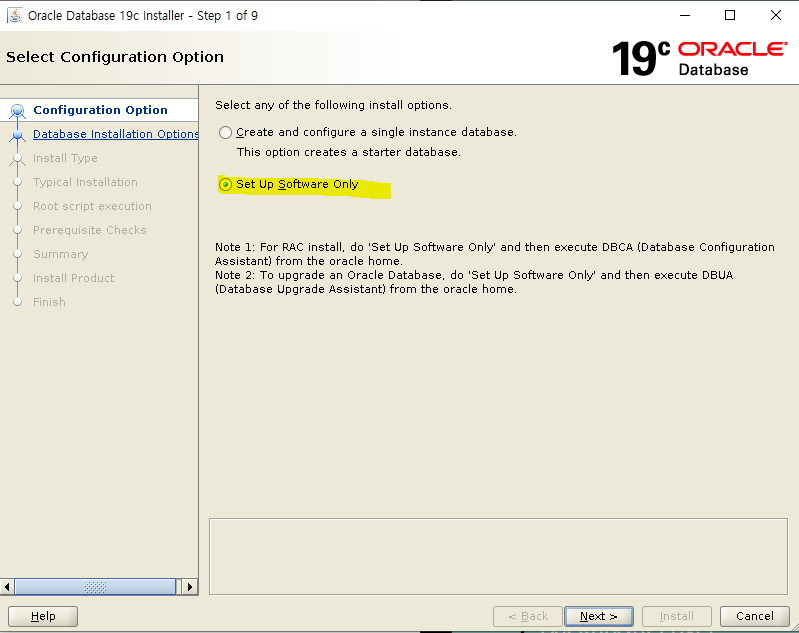 Oracle Database 19c Installer - Step 1 of 9
Select Configuration Option
19c ORACLE
Database
Configuration Option
Database Installation Options
Install Type
Typical Installation
Root script execution
Prerequisite Checks
Summary
Install Product
Finish
Select any of the following install options.
Create and configure a single instance database.
This option creates a starter database.
Set Up Software Only
Note 1: For RAC install, do 'Set Up Software Only' and then execute DBCA (Database Configuration
Assistant) from the oracle home.
Note 2: To upgrade an Oracle Database, do 'Set Up Software Only' and then execute DBUA
(Database Upgrade Assistant) from the oracle home.
Help
< Back
Next >
Install
Cancel